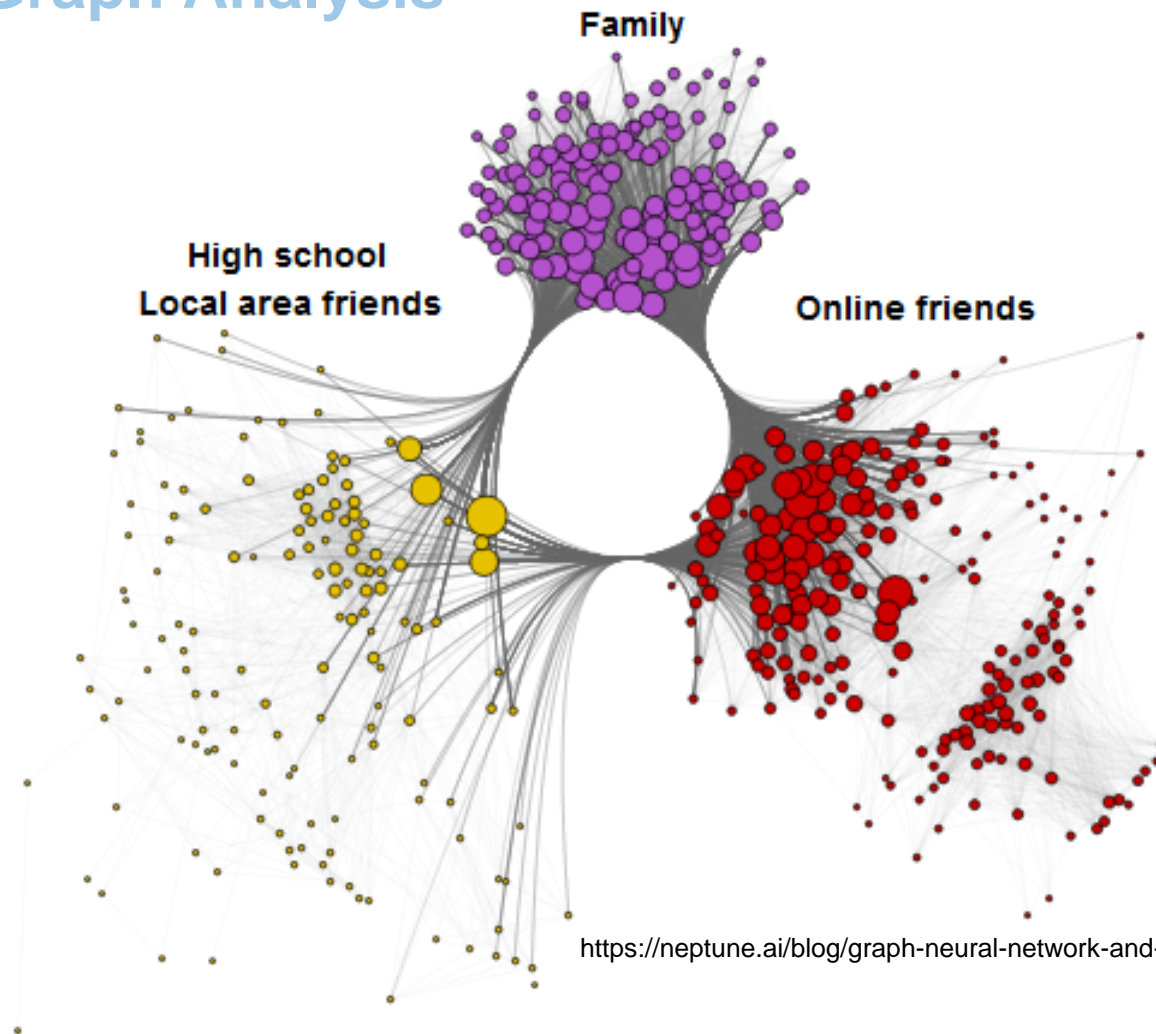 Graph Analysis
Family
High school
Local area friends
Online friends
https://neptune.ai/blog/graph-neural-network-and-